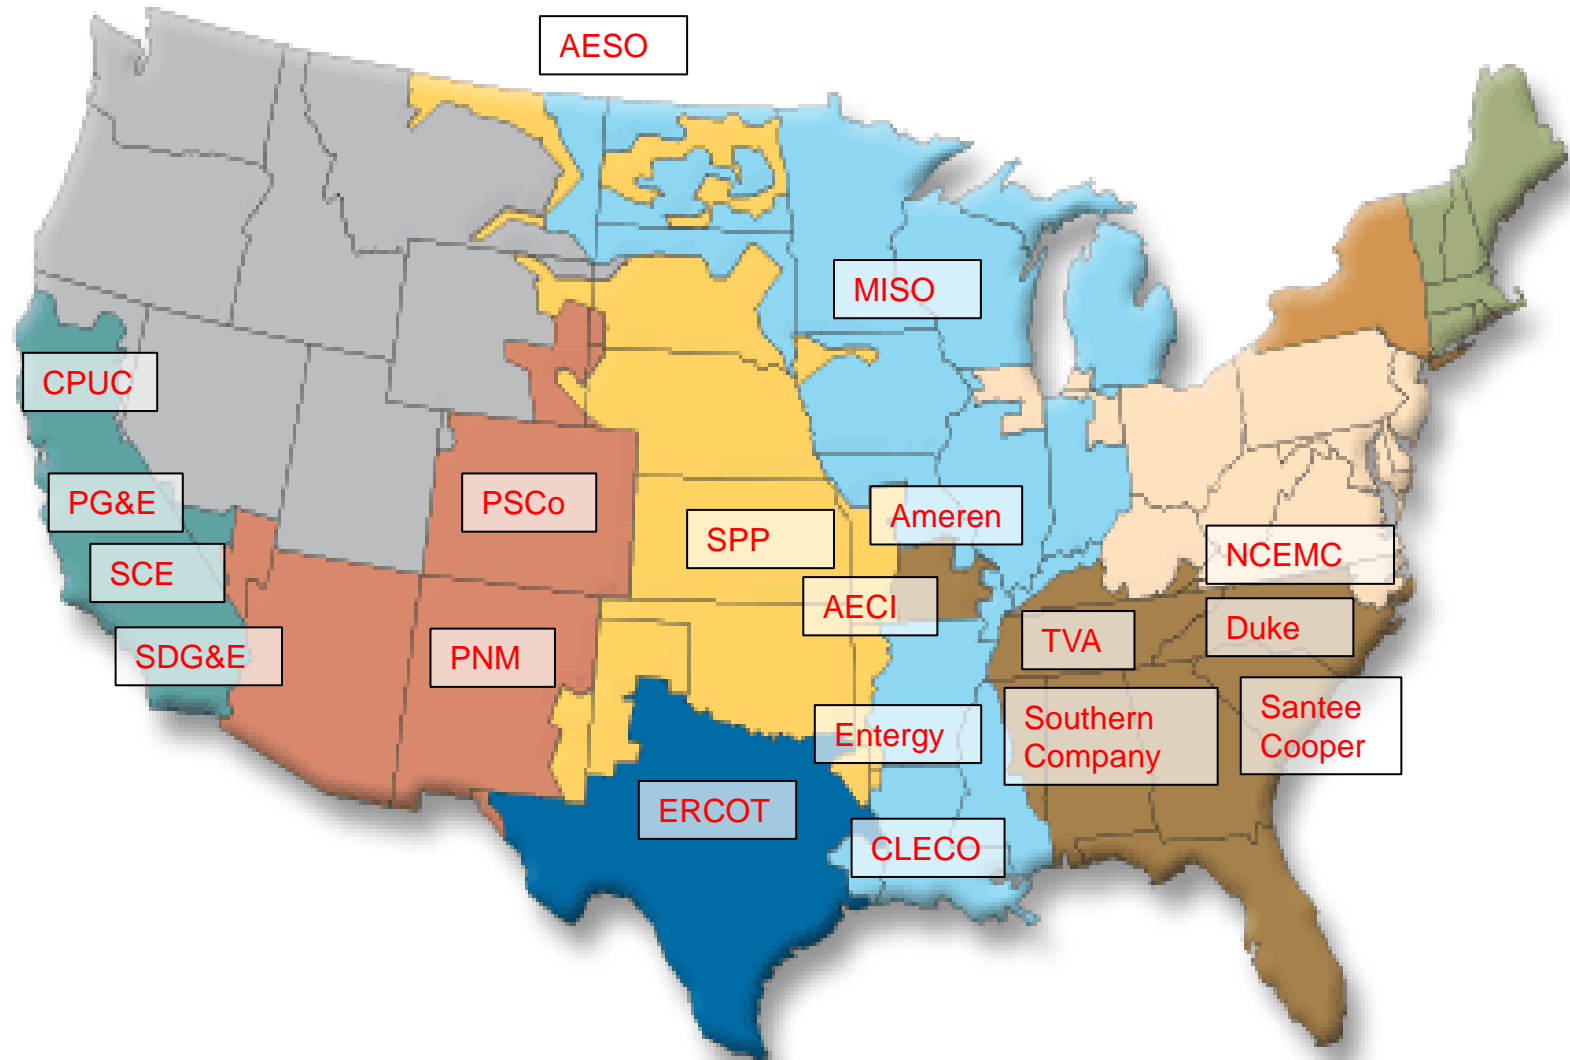 AESO
MISO
CPUC
PG&E
PSCo
Ameren
SPP
NCEMC
SCE
AECI
TVA
Duke
SDG&E
PNM
Southern
Company
Santee
Cooper
Entergy
ERCOT
CLECO